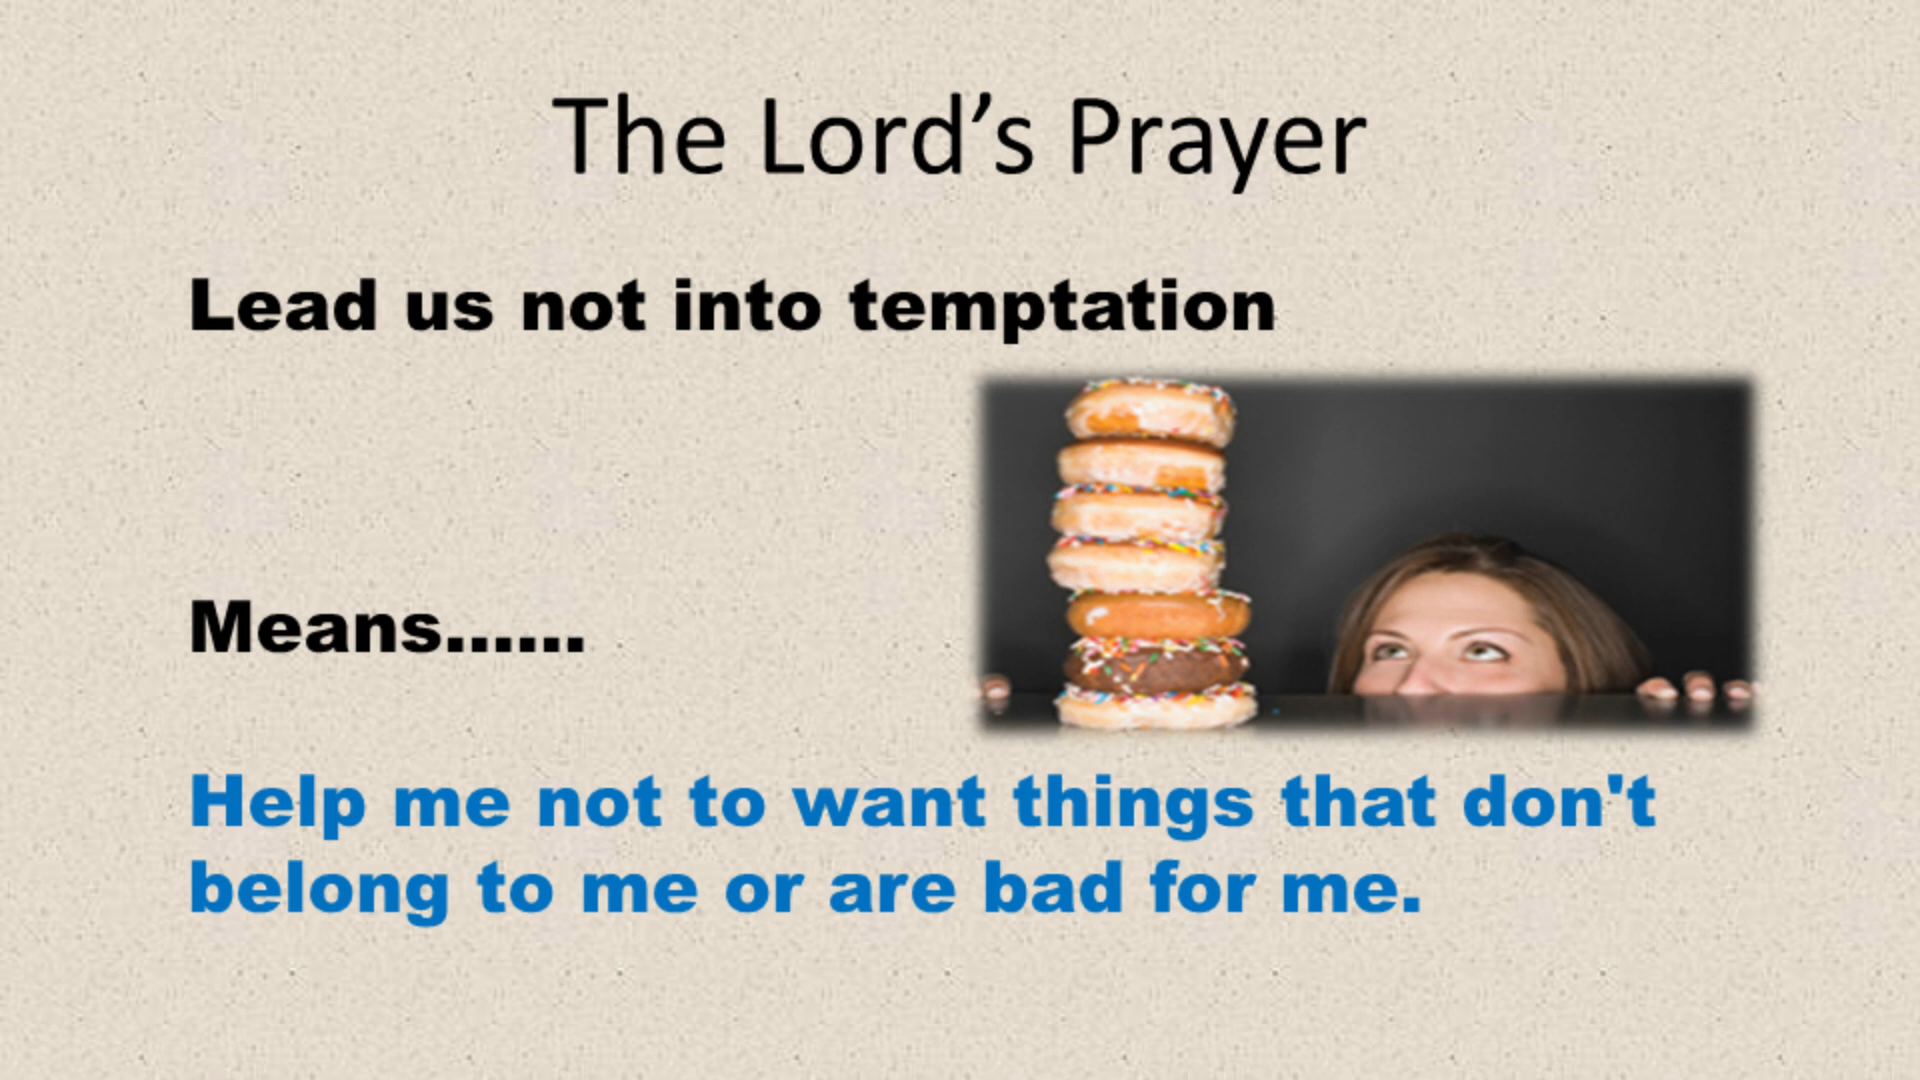 The Lord’s Prayer
Lead us not into temptation
Means......
Help me not to want things that don't
belong to me or are bad for me.